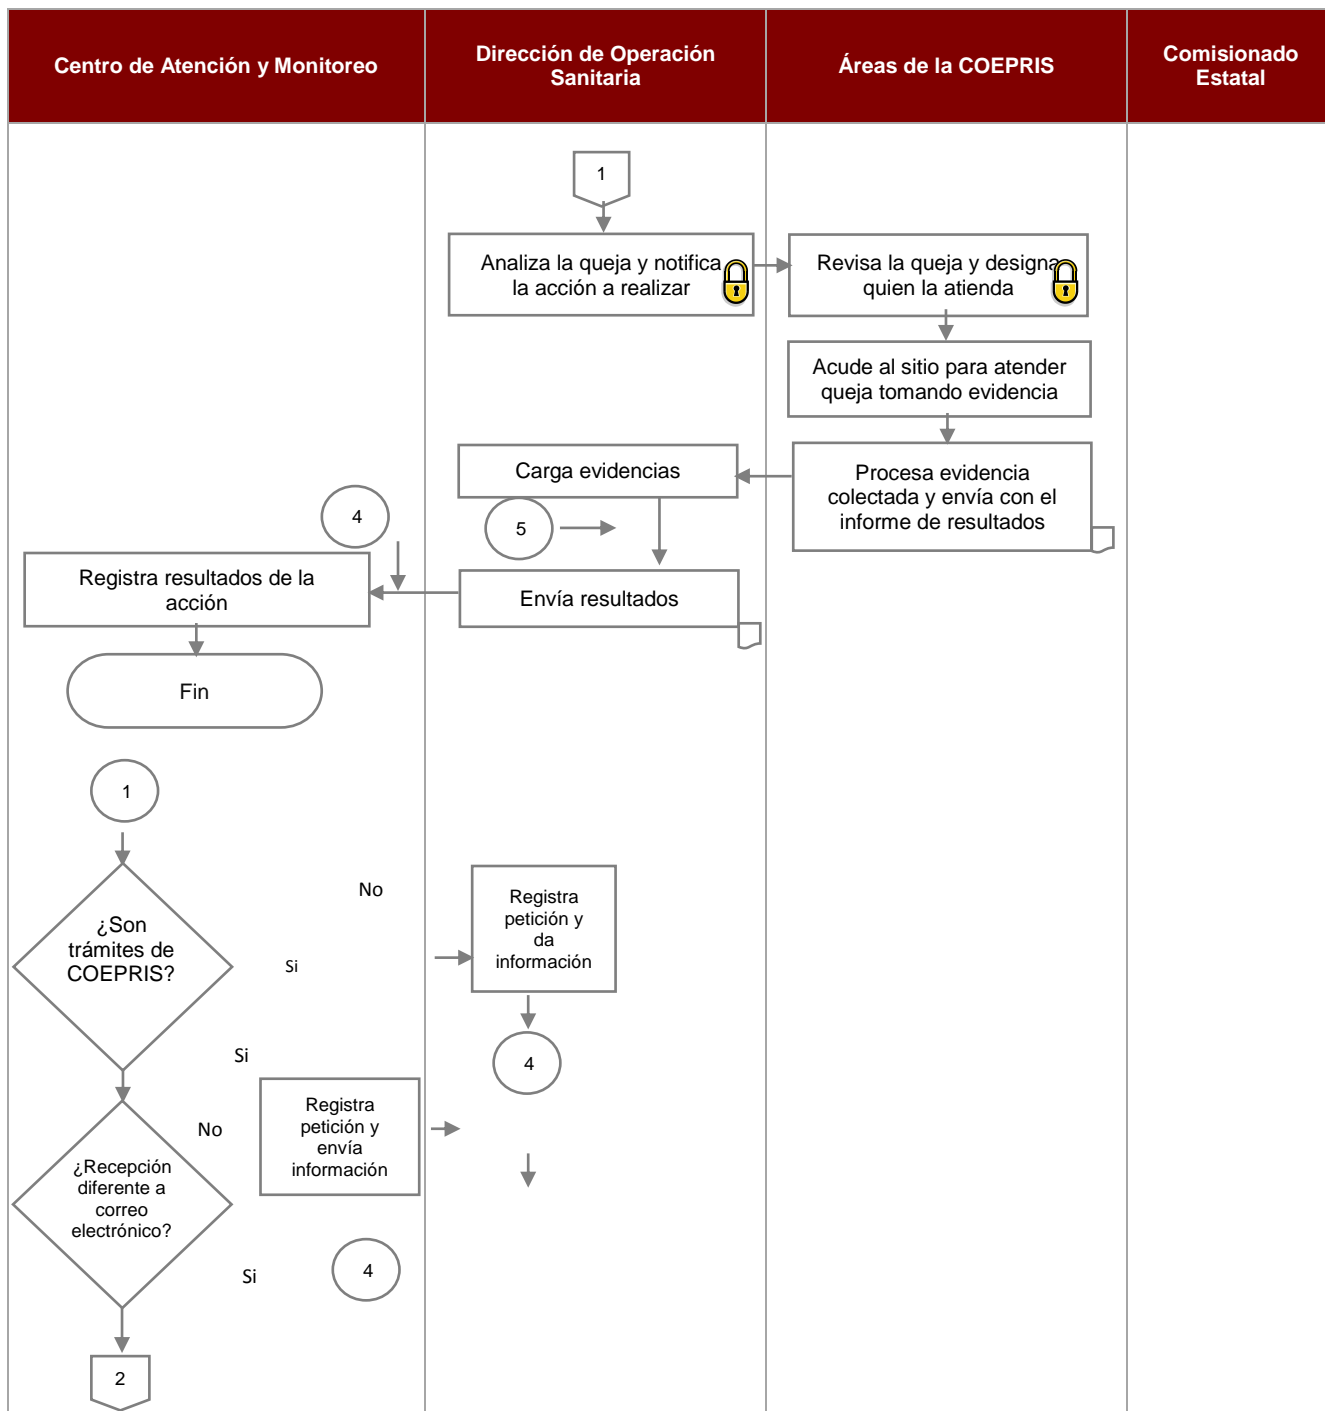 Centro de Atención y Monitoreo
Dirección de Operación
Sanitaria
Áreas de la COEPRIS
Comisionado
Estatal
1
Analiza la queja y notifica
la acción a realizar
Revisa la queja y designa
quien la atienda
Acude al sitio para atender
queja tomando evidencia
Procesa evidencia
colectada y envía con el
informe de resultados
Carga evidencias
4
5
Registra resultados de la
acción
Envía resultados
Fin
1
¿Son
trámites de
COEPRIS?
No
Si
Registra
petición y
da
información
4
Si
No
Registra
petición y
envía
información
¿Recepción
diferente a
correo
electrónico?
Si
4
2